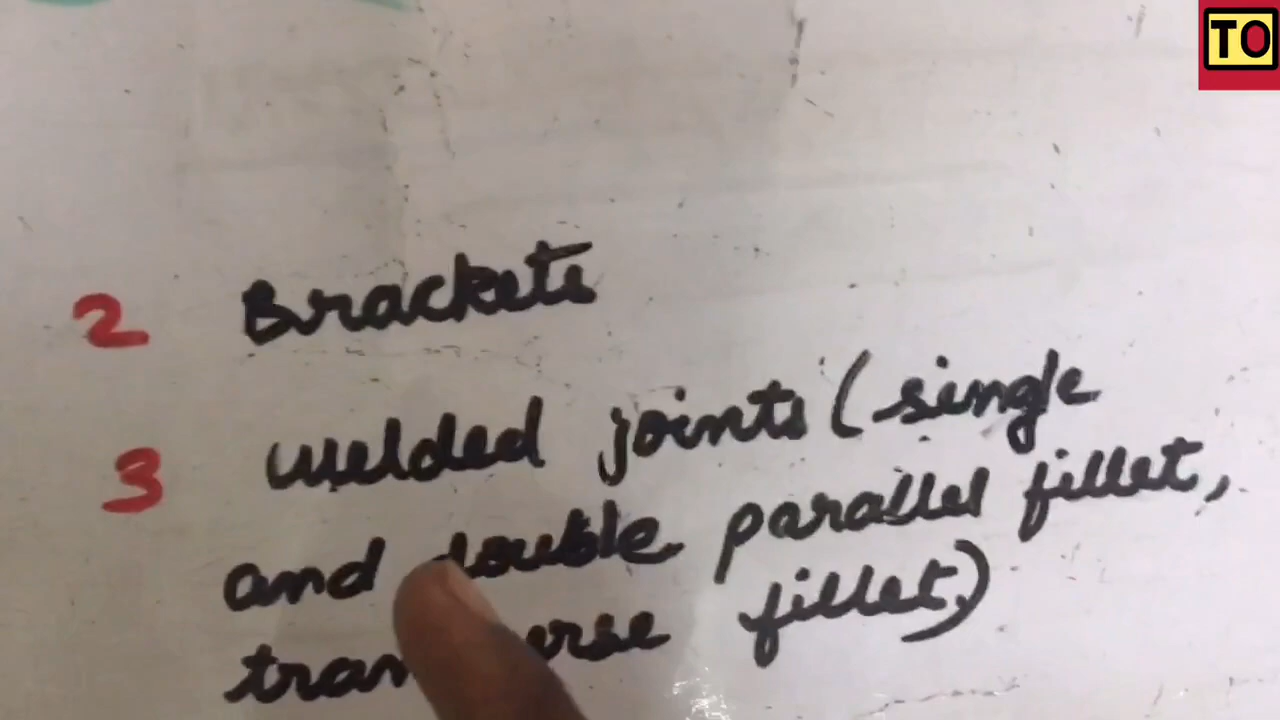 TO
2 Brackets
3 welded joints (single
and double parallel fillet,
fillet.)